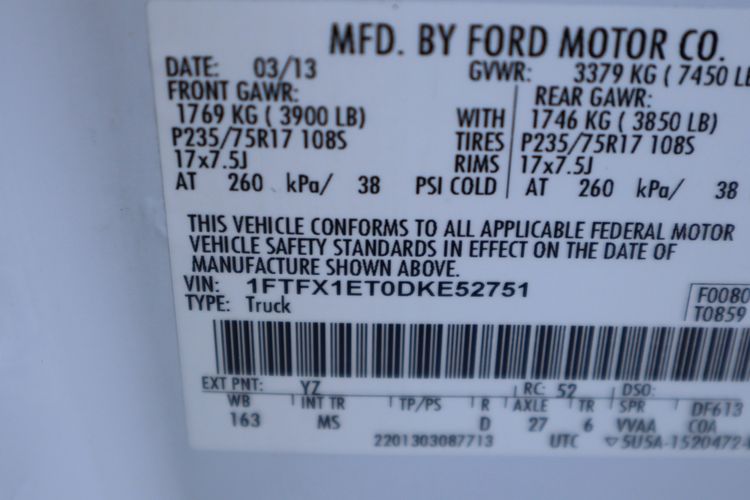 MFD. BY FORD MOTOR CO.
DATE: 03/13 GVWR: 3379 KG ( 7450 LB
FRONT GAWR: REAR GAWR:
1769 KG ( 3900 LB) WITH 1746 KG ( 3850 LB)
P235/75R17 108S TIRES P235/75R17 108S
17x7.5J RIMS 17x7.5J
AT 260 kPa/ 38 PSI COLD AT 260 kPa/ 38
THIS VEHICLE CONFORMS TO ALL APPLICABLE FEDERAL MOTOR
VEHICLE SAFETY STANDARDS IN EFFECT ON THE DATE OF
MANUFACTURE SHOWN ABOVE.
VIN: 1FTFX1ET0DKE52751 F0080
TYPE: Truck T0859
EXT PNT: YZ RC: 52 DSO:
WB INT TR TP/PS R AXLE TR SPR DF613
163 MS D 27 6 VVAA COA
2201303087713 UTC ▽5U5A-1520472-